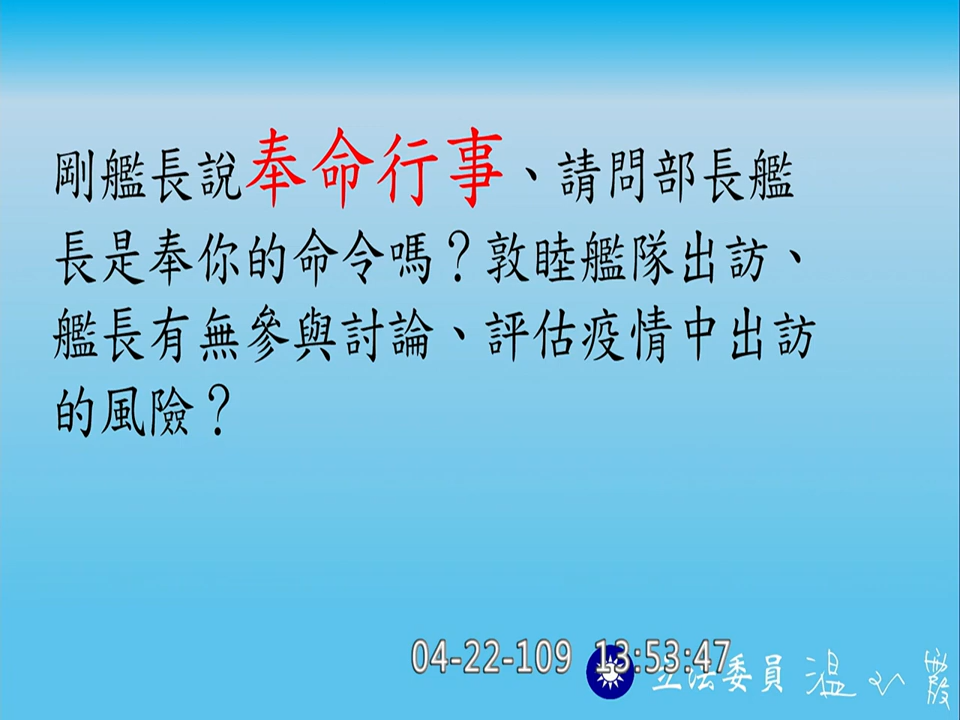 剛艦長說奉命行事、請問部長艦
長是奉你的命令嗎？敦睦艦隊出訪、
艦長有無參與討論、評估疫情中出訪
的風險？
04-22-109 13:53:47
立法委員 温